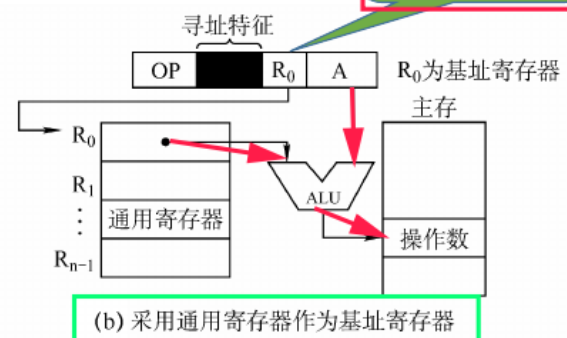 寻址特征
OP R₀ A R₀为基址寄存器
主存
R₀
R₁
ALU
⋮ 通用寄存器 操作数
Rₙ₋₁
(b) 采用通用寄存器作为基址寄存器